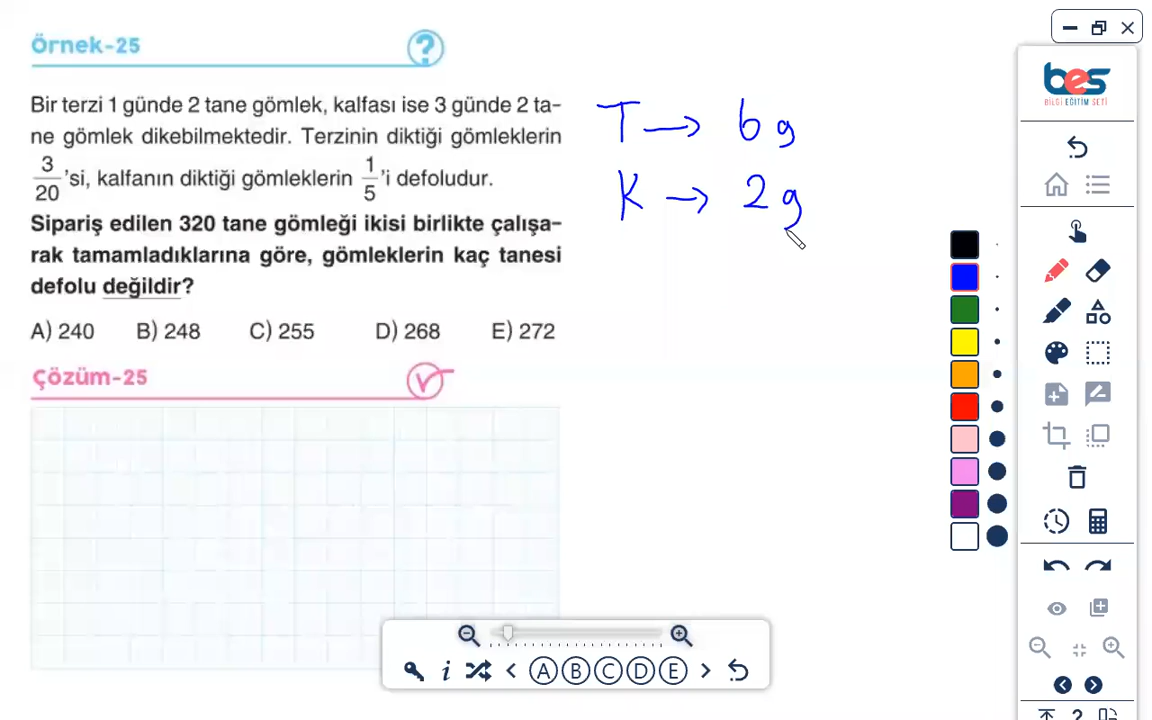 Örnek-25
?
Bir terzi 1 günde 2 tane gömlek, kalfası ise 3 günde 2 ta-
ne gömlek dikebilmektedir. Terzinin diktiği gömleklerin
3/20 'si, kalfanın diktiği gömleklerin 1/5 'i defoludur.
Sipariş edilen 320 tane gömleği ikisi birlikte çalışa-
rak tamamladıklarına göre, gömleklerin kaç tanesi
defolu değildir?
A) 240 B) 248 C) 255 D) 268 E) 272
Çözüm-25
T → 6 g
K → 2 g
bes
BİLGİ EĞİTİM SETİ
i A B C D E
?